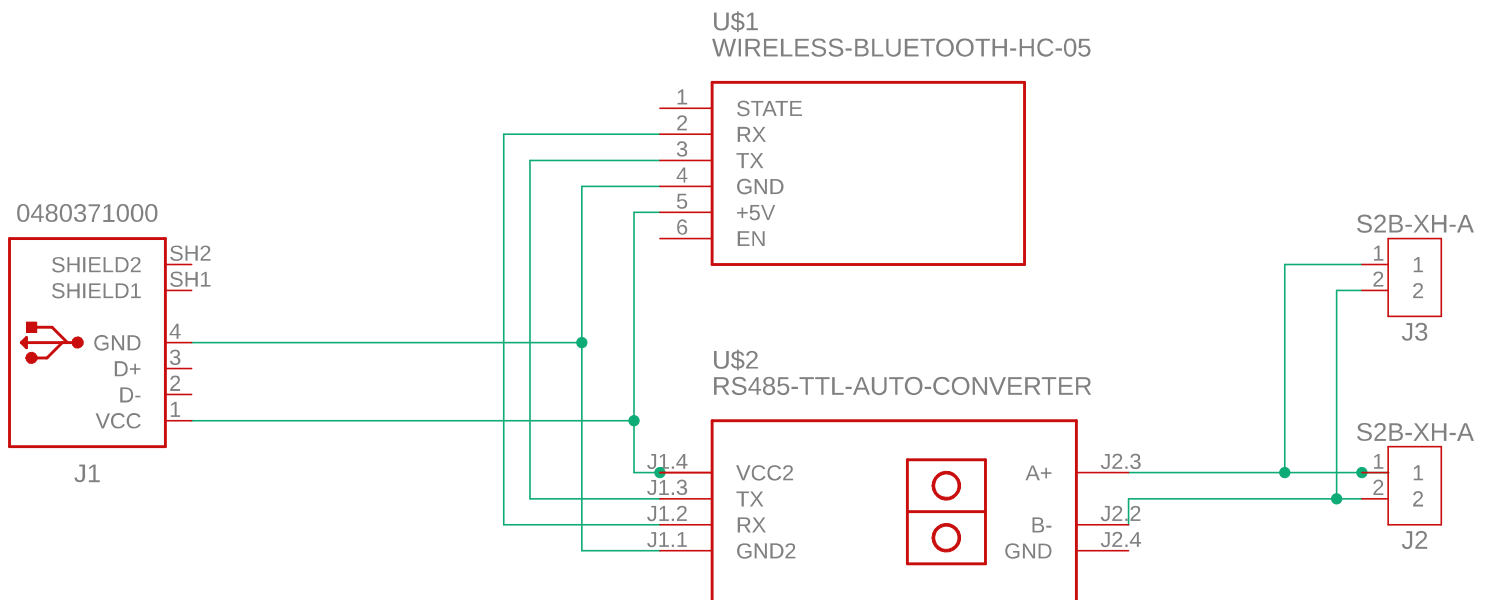 U$1
WIRELESS-BLUETOOTH-HC-05
1
STATE
2
RX
3
TX
4
GND
5
+5V
6
EN
0480371000
SHIELD2
SH2
SHIELD1
SH1
GND
4
D+
3
D-
2
VCC
1
J1
U$2
RS485-TTL-AUTO-CONVERTER
J1.4
VCC2
J1.3
TX
J1.2
RX
J1.1
GND2
A+
J2.3
B-
J2.2
GND
J2.4
S2B-XH-A
1
1
2
2
J3
S2B-XH-A
1
1
2
2
J2